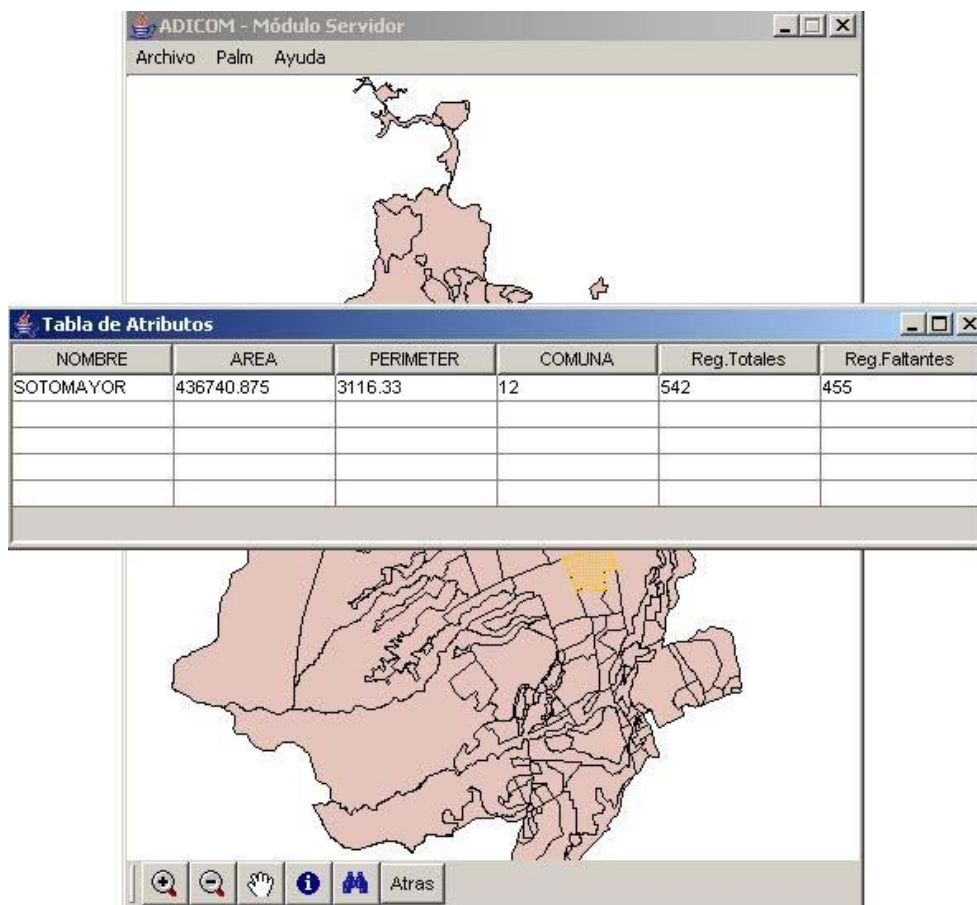 ADICOM - Módulo Servidor
Archivo Palm Ayuda
Tabla de Atributos
NOMBRE AREA PERIMETER COMUNA Reg.Totales Reg.Faltantes
SOTOMAYOR 436740.875 3116.33 12 542 455
Atras